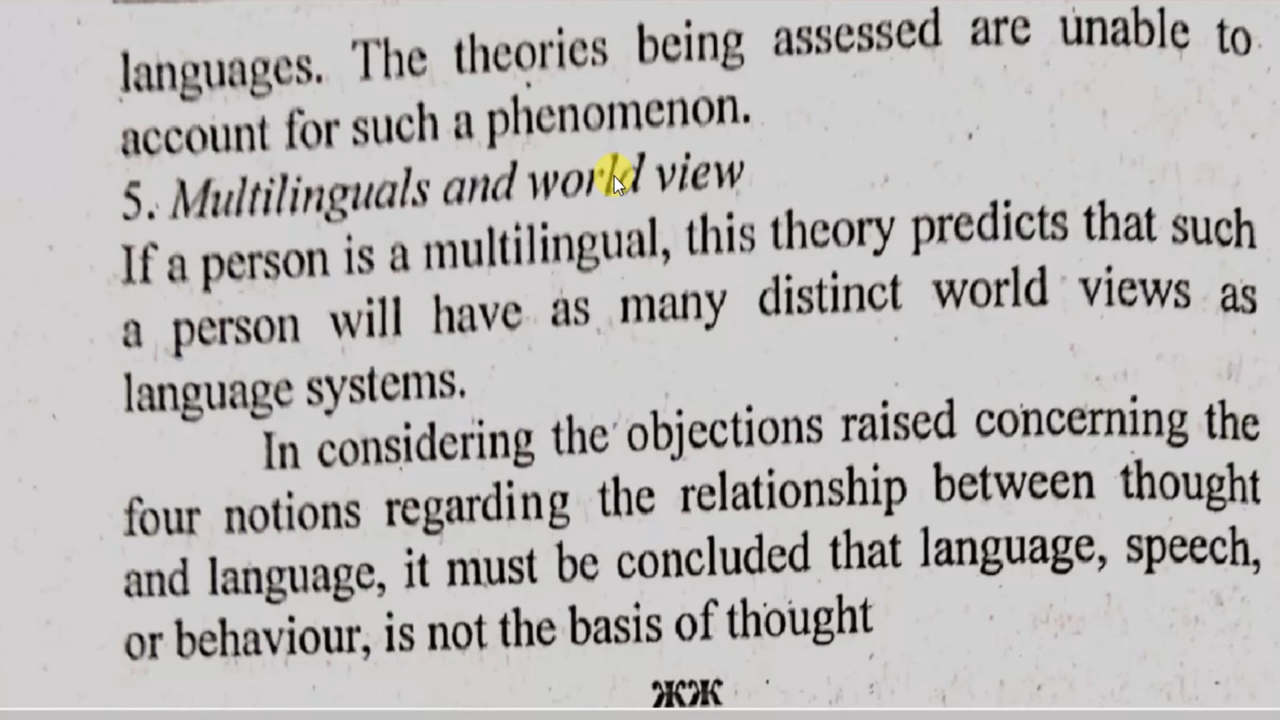 languages. The theories being assessed are unable to
account for such a phenomenon.
5. Multilinguals and world view
If a person is a multilingual, this theory predicts that such
a person will have as many distinct world views as
language systems.
In considering the objections raised concerning the
four notions regarding the relationship between thought
and language, it must be concluded that language, speech,
or behaviour, is not the basis of thought